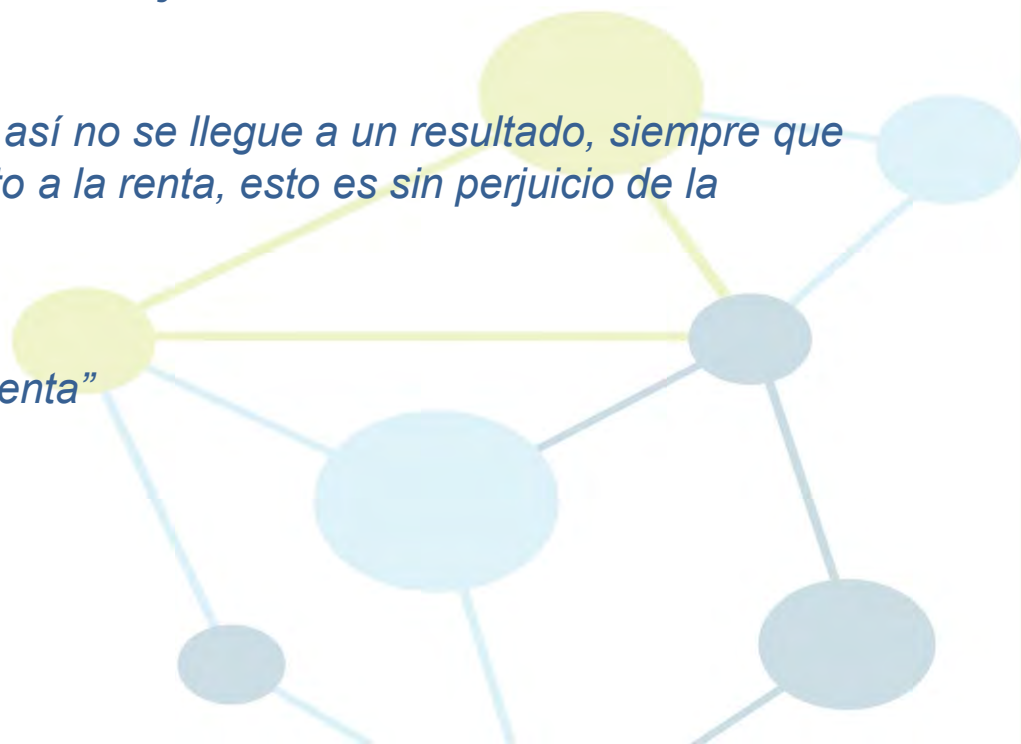 así no se llegue a un resultado, siempre que
a la renta, esto es sin perjuicio de la
enta”